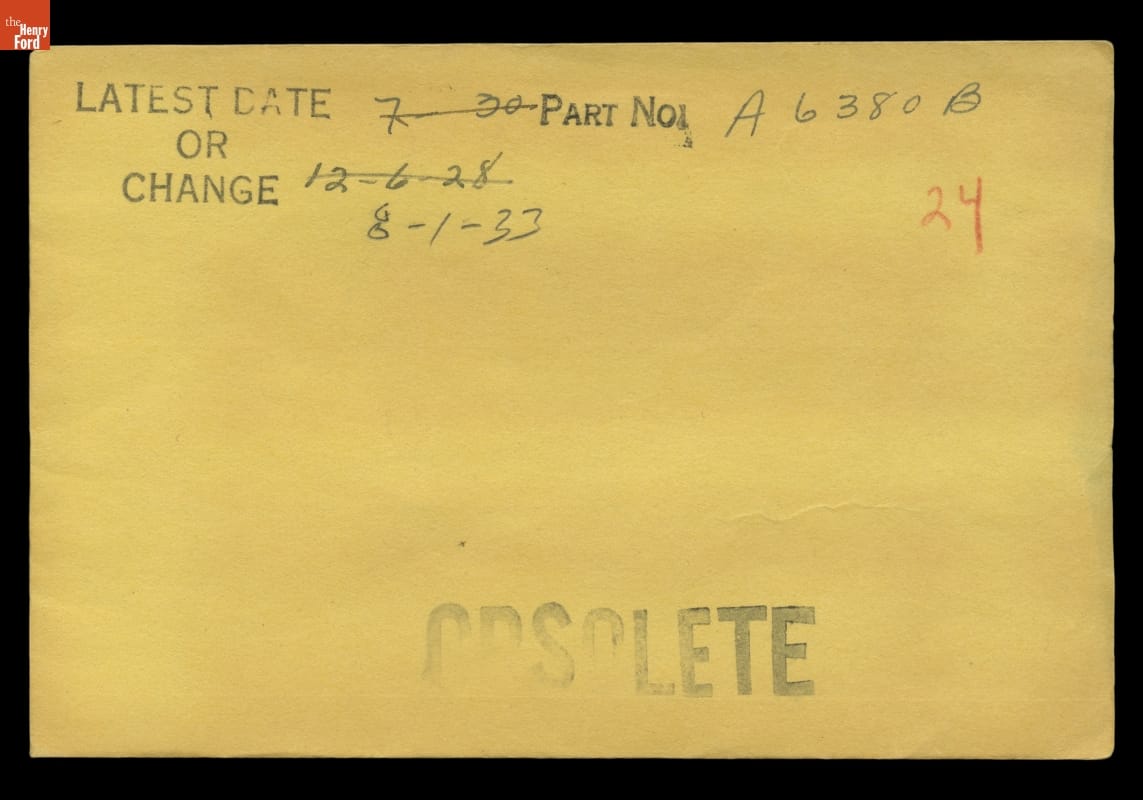 the
Henry
Ford
LATEST DATE 7-30 PART NO. A 6380 B
OR
CHANGE 12-6-28
8-1-33
24
OBSOLETE